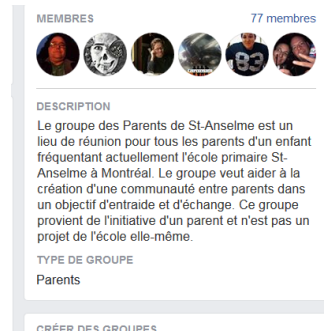 MEMBRES 77 membres
83
DESCRIPTION
Le groupe des Parents de St-Anselme est un
lieu de réunion pour tous les parents d'un enfant
fréquentant actuellement l'école primaire St-
Anselme à Montréal. Le groupe veut aider à la
création d'une communauté entre parents dans
un objectif d'entraide et d'échange. Ce groupe
provient de l'initiative d'un parent et n'est pas un
projet de l'école elle-même.
TYPE DE GROUPE
Parents
CRÉER DES GROUPES